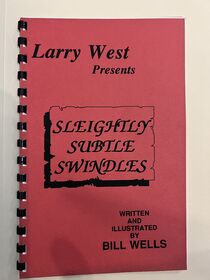 Larry West
Presents
SLEIGHTLY
SUBTLE
SWINDLES
WRITTEN
AND
ILLUSTRATED
BY
BILL WELLS